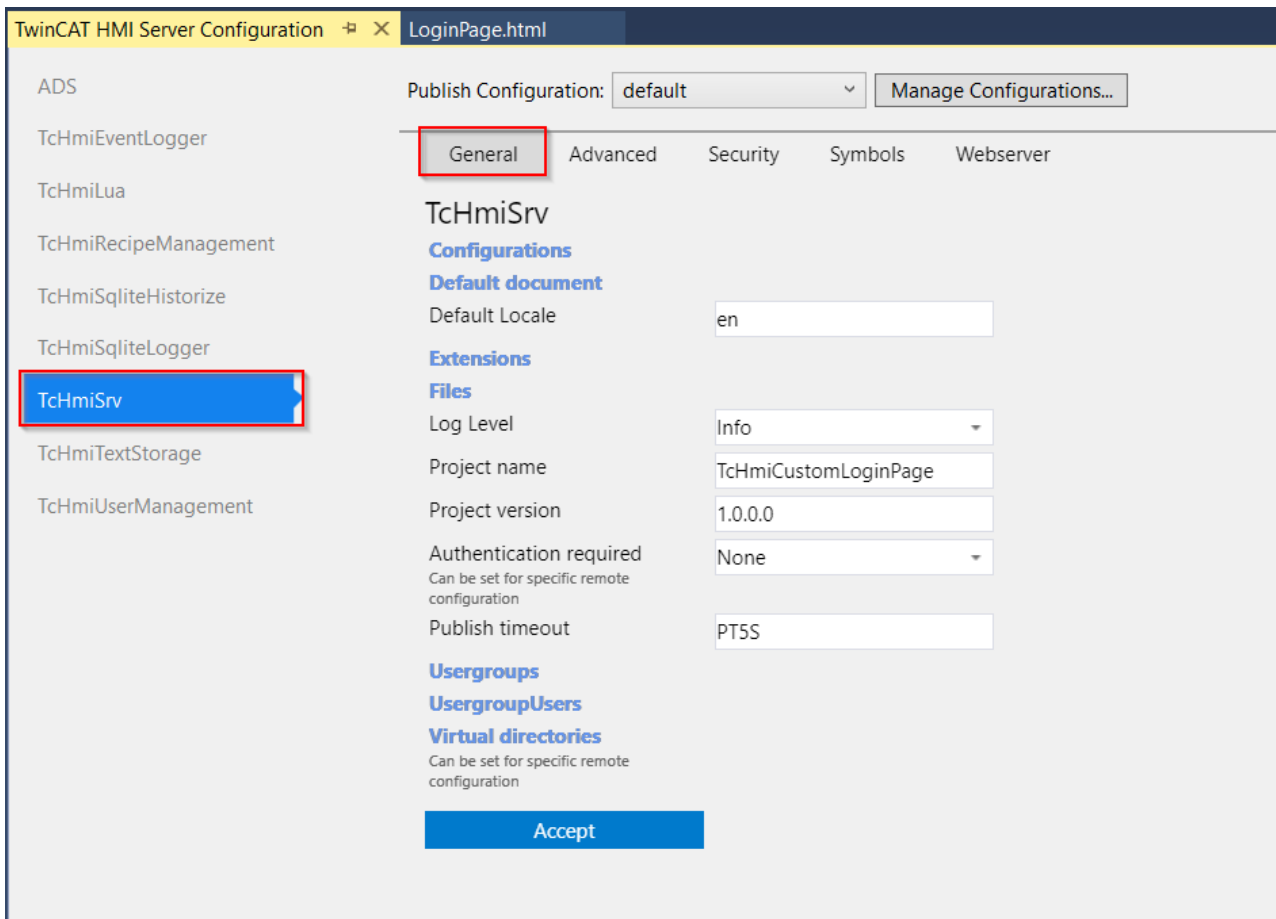 TwinCAT HMI Server Configuration
LoginPage.html
ADS
TcHmiEventLogger
TcHmiLua
TcHmiRecipeManagement
TcHmiSqliteHistorize
TcHmiSqliteLogger
TcHmiSrv
TcHmiTextStorage
TcHmiUserManagement
Publish Configuration: default Manage Configurations...
General Advanced Security Symbols Webserver
TcHmiSrv
Configurations
Default document
Default Locale en
Extensions
Files
Log Level Info
Project name TcHmiCustomLoginPage
Project version 1.0.0.0
Authentication required None
Can be set for specific remote
configuration
Publish timeout PT5S
Usergroups
UsergroupUsers
Virtual directories
Can be set for specific remote
configuration
Accept